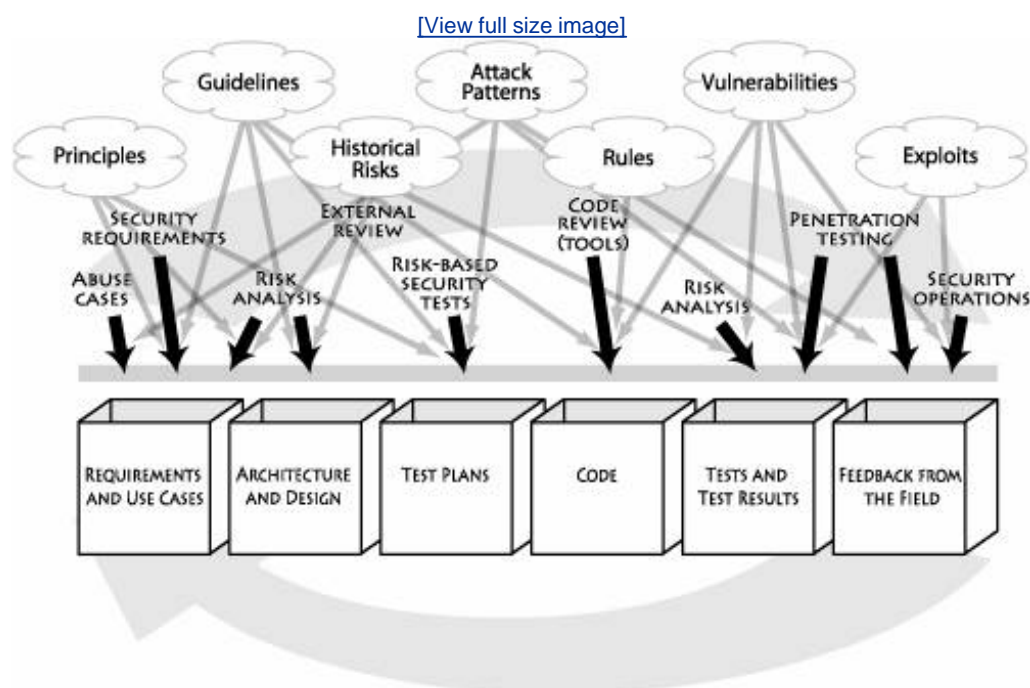 [View full size image]
Guidelines
Attack
Patterns
Vulnerabilities
Principles
Historical
Risks
Rules
Exploits
SECURITY
REQUIREMENTS
EXTERNAL
REVIEW
CODE
REVIEW
(TOOLS)
PENETRATION
TESTING
ABUSE
CASES
RISK
ANALYSIS
RISK-BASED
SECURITY
TESTS
RISK
ANALYSIS
SECURITY
OPERATIONS
REQUIREMENTS
AND USE CASES
ARCHITECTURE
AND DESIGN
TEST PLANS
CODE
TESTS AND
TEST RESULTS
FEEDBACK FROM
THE FIELD